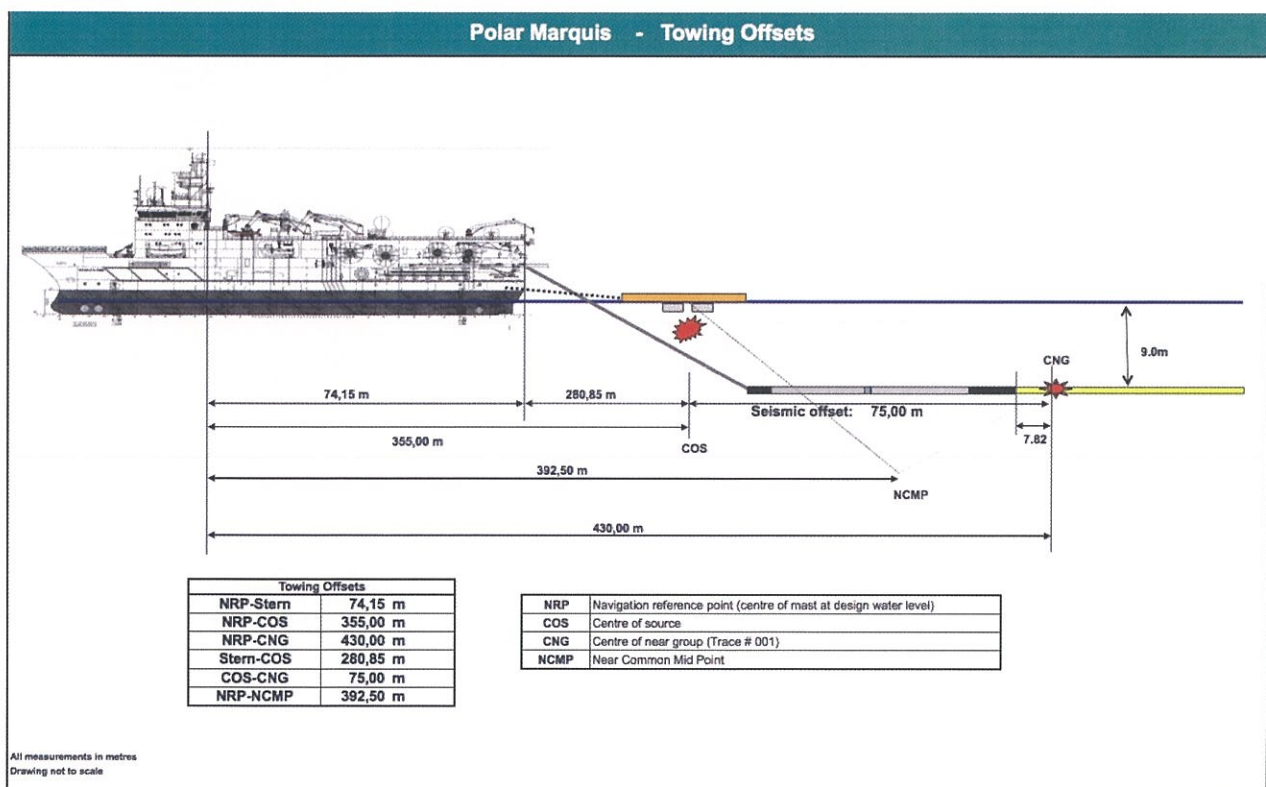 Polar Marquis - Towing Offsets
CNG
9.0m
74,15 m
280,85 m
Seismic offset: 75,00 m
7.82
355,00 m
COS
392,50 m
NCMP
430,00 m
Towing Offsets
NRP-Stern 74,15 m
NRP-COS 355,00 m
NRP-CNG 430,00 m
Stern-COS 280,85 m
COS-CNG 75,00 m
NRP-NCMP 392,50 m
NRP Navigation reference point (centre of mast at design water level)
COS Centre of source
CNG Centre of near group (Trace # 001)
NCMP Near Common Mid Point
All measurements in metres
Drawing not to scale